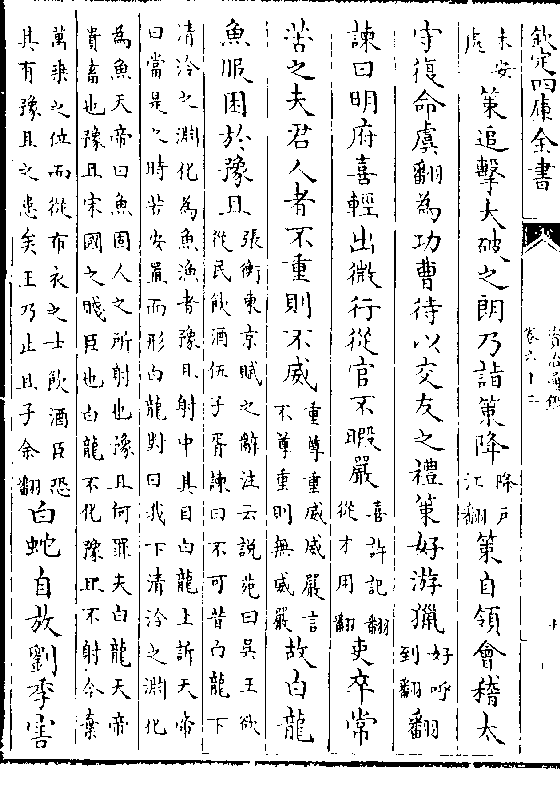 欽定四庫全書
資治通鑑
卷六十二
未安
處
策追擊大破之朗乃詣策降
降戶
江翻
策自領會稽太
守復命虞翻為功曹待以交友之禮策好游獵
好呼
到翻
翻
諫曰明府喜輕出微行從官不暇嚴
喜許記翻
從才用翻
吏卒常
苦之夫君人者不重則不威
重尊重威威嚴言
不尊重則無威嚴
故白龍
魚服困於豫且
張衡東京賦之辭注云說苑曰吳王欲
從民飲酒伍子胥諫曰不可昔白龍下
清泠之淵化為魚漁者豫且射中其目白龍上訴天帝
曰當是之時若安置而形白龍對曰我下清泠之淵化
為魚天帝曰魚固人之所射也豫且何罪夫白龍天帝
貴畜也豫且宋國之賤臣也白龍不化豫且不射今棄
萬乗之位而從布衣之士飲酒臣恐
其有豫且之患矣王乃止且子余翻
白蛇自放劉季害